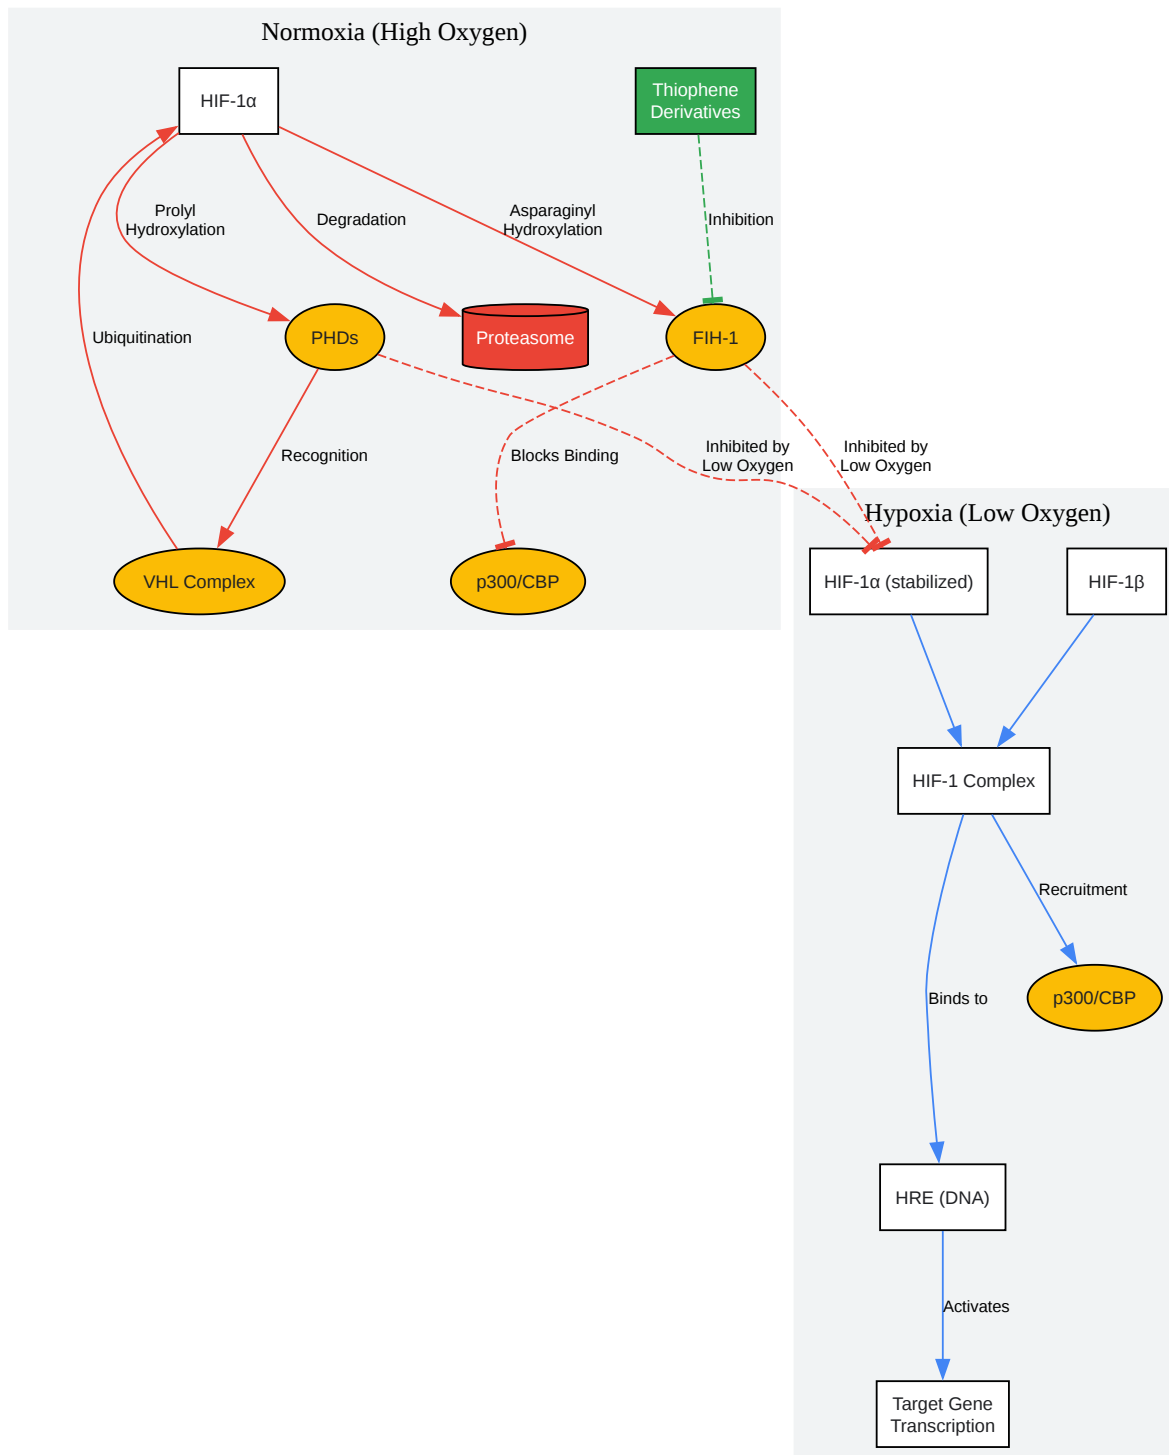 Normoxia (High Oxygen)
HIF-1α
Thiophene
Derivatives
Prolyl
Hydroxylation
Degradation
Asparaginyl
Hydroxylation
Inhibition
Ubiquitination
PHDs
Proteasome
FIH-1
Recognition
Blocks Binding
Inhibited by
Low Oxygen
Inhibited by
Low Oxygen
VHL Complex
p300/CBP
Hypoxia (Low Oxygen)
HIF-1α (stabilized)
HIF-1β
HIF-1 Complex
Recruitment
Binds to
p300/CBP
HRE (DNA)
Activates
Target Gene
Transcription